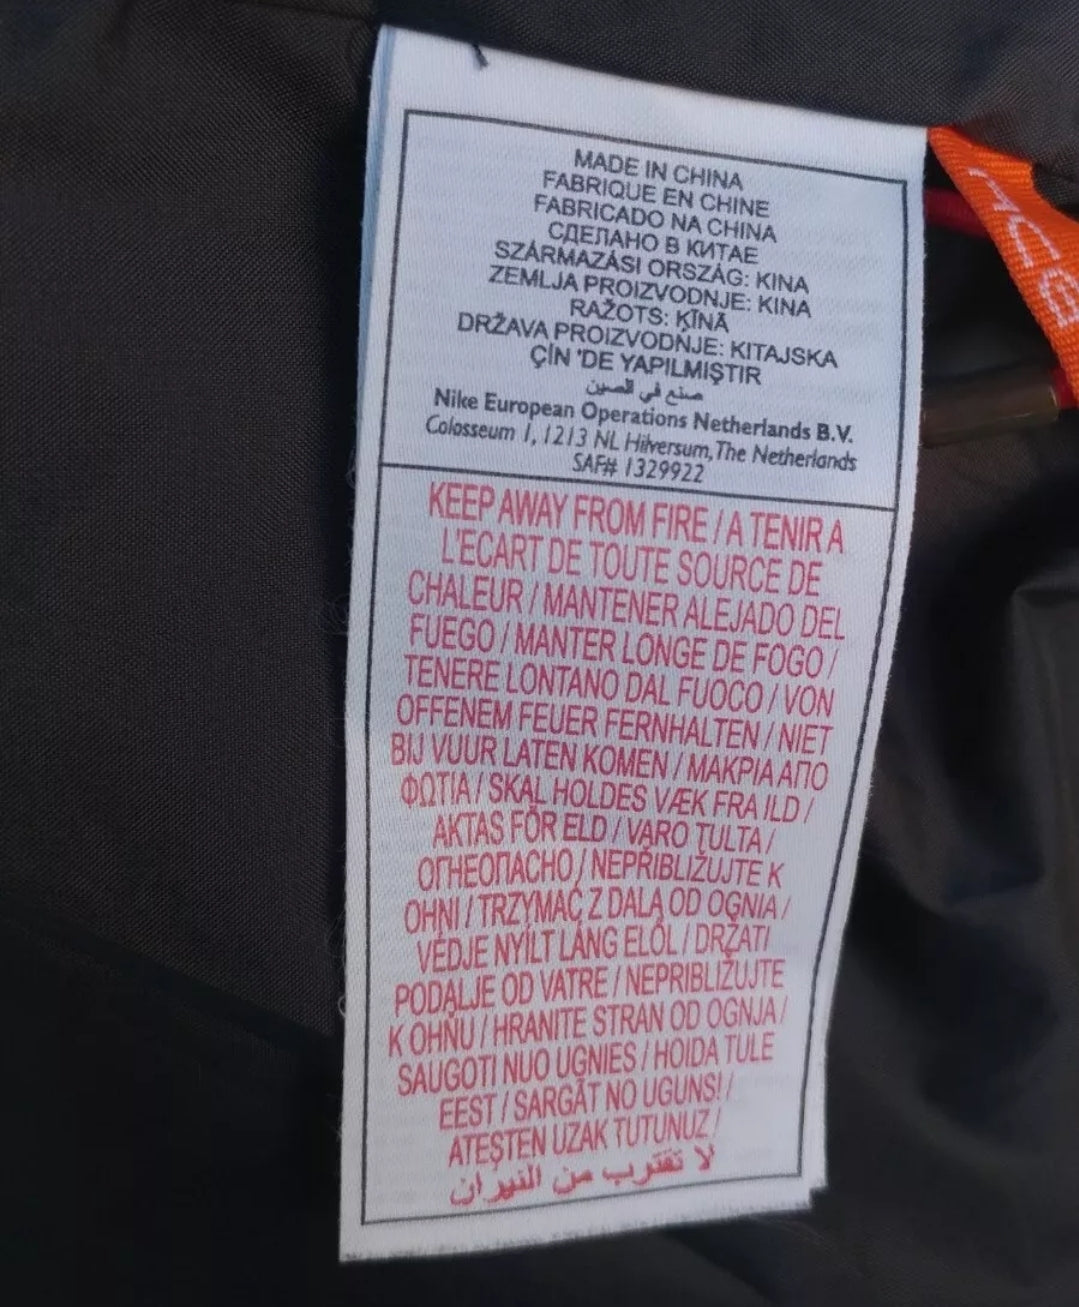 MADE IN CHINA
FABRIQUE EN CHINE
FABRICADO NA CHINA
СДЕЛАНО В КИТАЕ
SZÁRMAZÁSI ORSZÁG: KINA
ZEMLJA PROIZVODNJE: KINA
RAŽOTS: ĶĪNĀ
DRŽAVA PROIZVODNJE: KITAJSKA
ÇİN 'DE YAPILMIŞTIR
صنع في الصين
Nike European Operations Netherlands B.V.
Colosseum 1, 1213 NL Hilversum, The Netherlands
SAF# 1329922
KEEP AWAY FROM FIRE / A TENIR A
L'ECART DE TOUTE SOURCE DE
CHALEUR / MANTENER ALEJADO DEL
FUEGO / MANTER LONGE DE FOGO /
TENERE LONTANO DAL FUOCO / VON
OFFENEM FEUER FERNHALTEN / NIET
BIJ VUUR LATEN KOMEN / ΜΑΚΡΙΑ ΑΠΟ
ΦΩΤΙΑ / SKAL HOLDES VÆK FRA ILD /
AKTAS FÖR ELD / VARO TULTA /
ОГНЕОПАСНО / NEPŘIBLIŽUJTE K
OHNI / TRZYMAĆ Z DALA OD OGNIA /
VÉDJE NYÍLT LÁNG ELŐL / DRŽATI
PODALJE OD VATRE / NEPRIBLIŽUJTE
K OHŇU / HRANITE STRAN OD OGNJA /
SAUGOTI NUO UGNIES / HOIDA TULE
EEST / SARGĀT NO UGUNS! /
ATEŞTEN UZAK TUTUNUZ /
لا تقترب من النيران